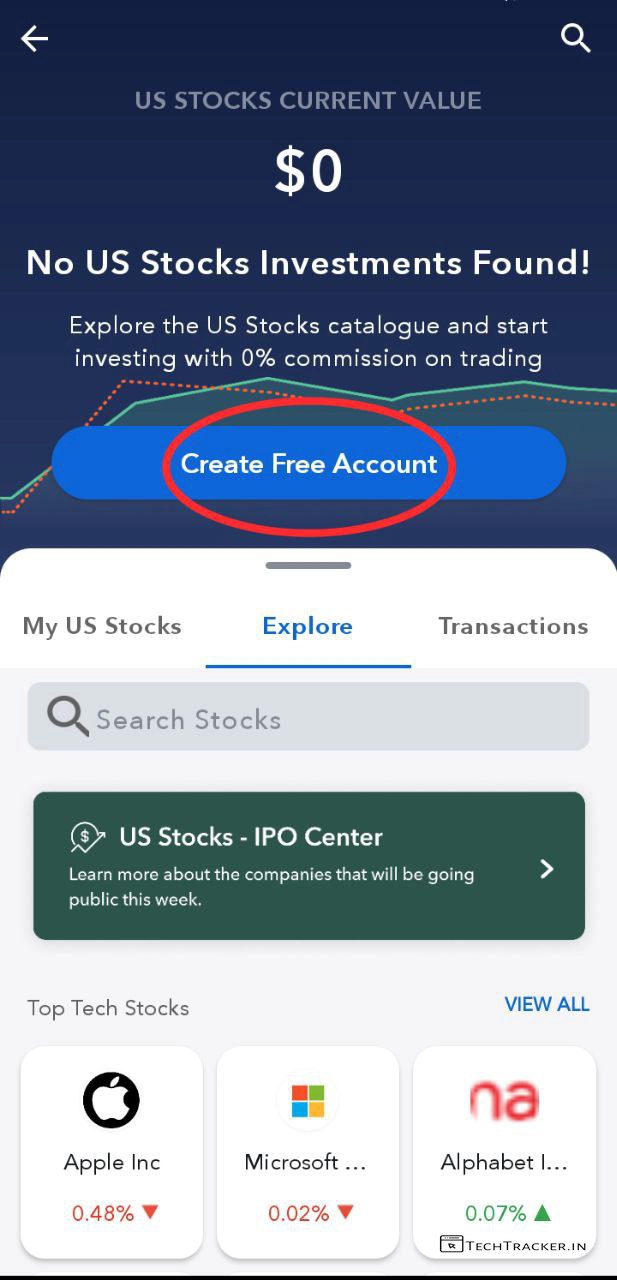 US STOCKS CURRENT VALUE
$0
No US Stocks Investments Found!
Explore the US Stocks catalogue and start
investing with 0% commission on trading
Create Free Account
My US Stocks
Explore
Transactions
Search Stocks
$
US Stocks - IPO Center
Learn more about the companies that will be going
public this week.
Top Tech Stocks
VIEW ALL
na
Apple Inc
Microsoft ...
Alphabet I...
0.48%
0.02%
0.07%
TECHTRACKER.IN